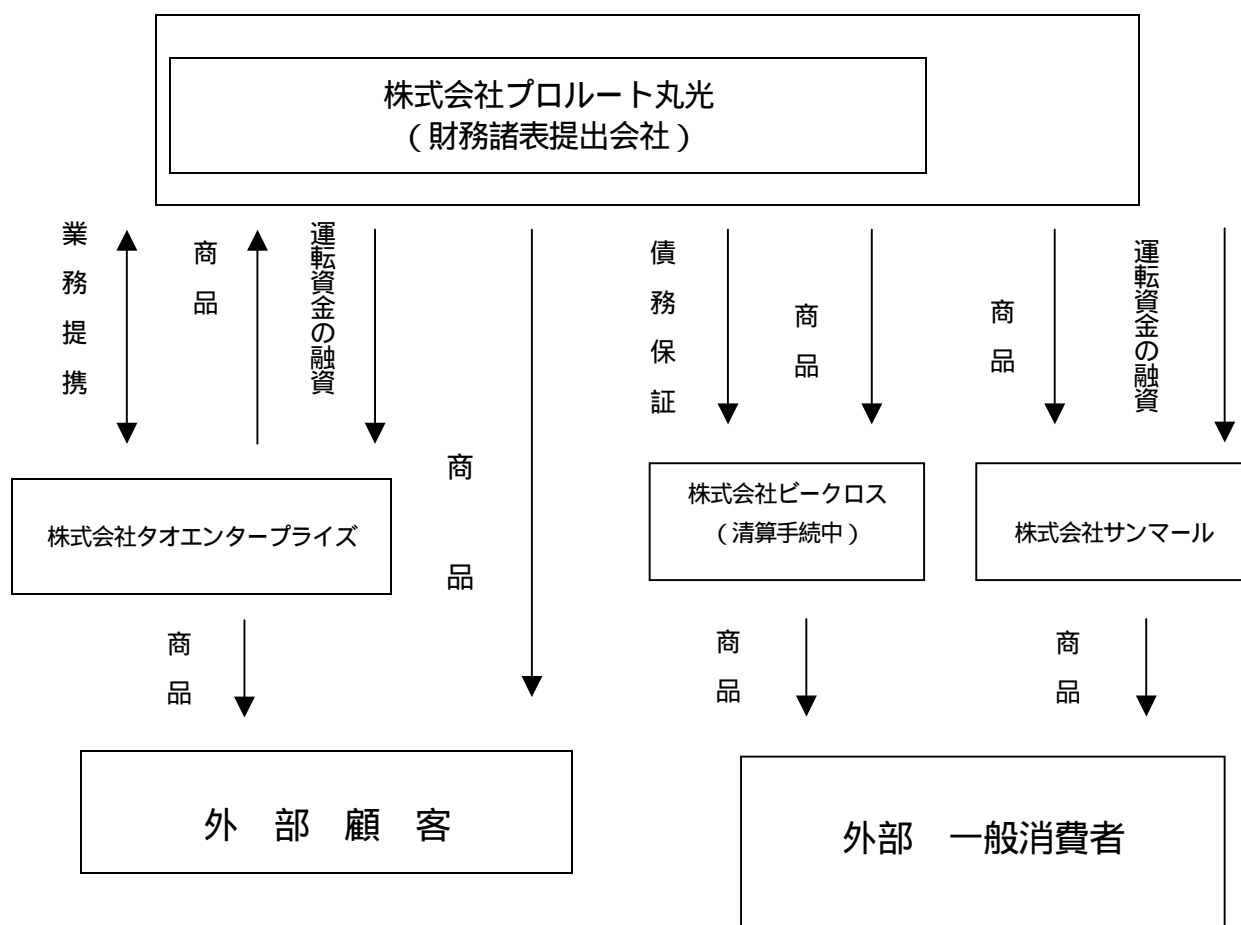 株式会社プロルート丸光
（財務諸表提出会社）
業務提携
商品
運転資金の融資
商品
債務保証
商品
商品
運転資金の融資
株式会社タオエンタープライズ
株式会社ビークロス
（清算手続中）
株式会社サンマール
商品
商品
商品
外部顧客
外部　一般消費者